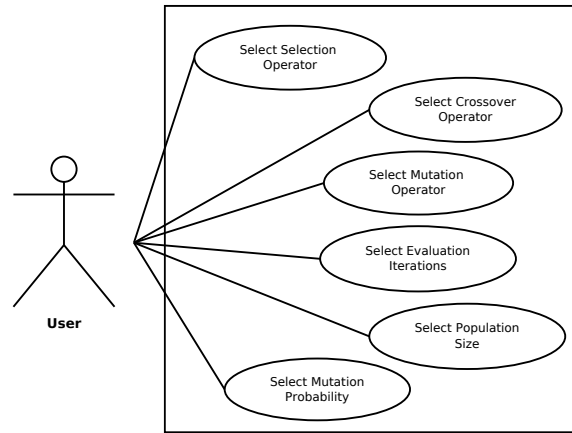 Select Selection
Operator
Select Crossover
Operator
Select Mutation
Operator
Select Evaluation
Iterations
User
Select Population
Size
Select Mutation
Probability